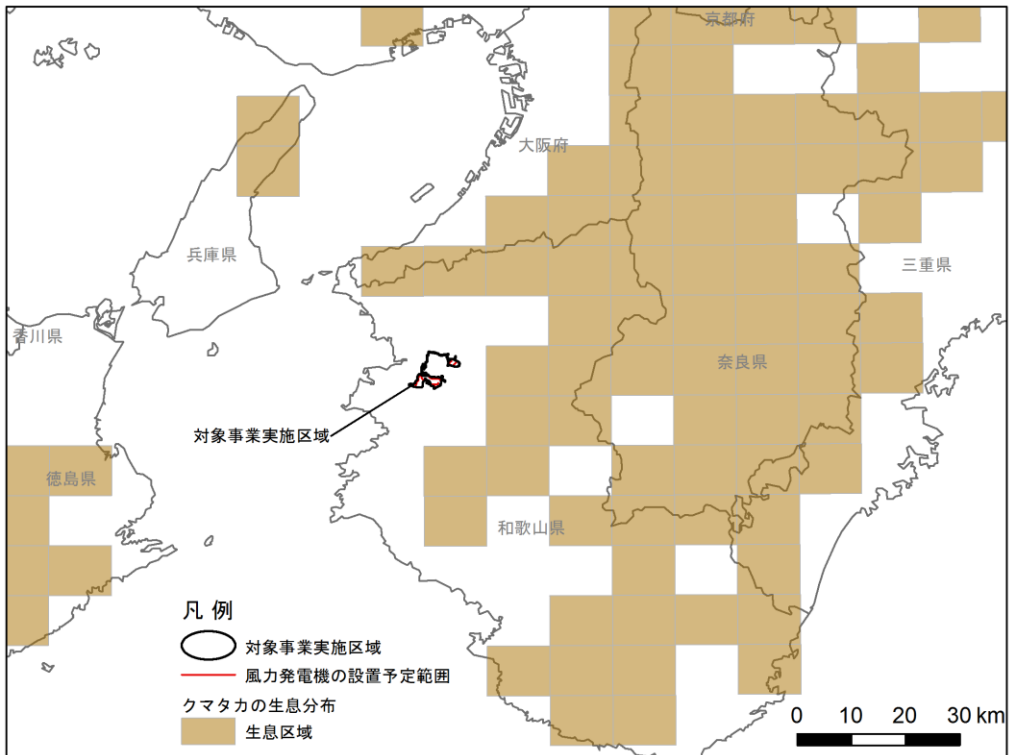 京都府
大阪府
兵庫県
三重県
香川県
奈良県
対象事業実施区域
徳島県
和歌山県
凡 例
対象事業実施区域
風力発電機の設置予定範囲
クマタカの生息分布
生息区域
0 10 20 30 km